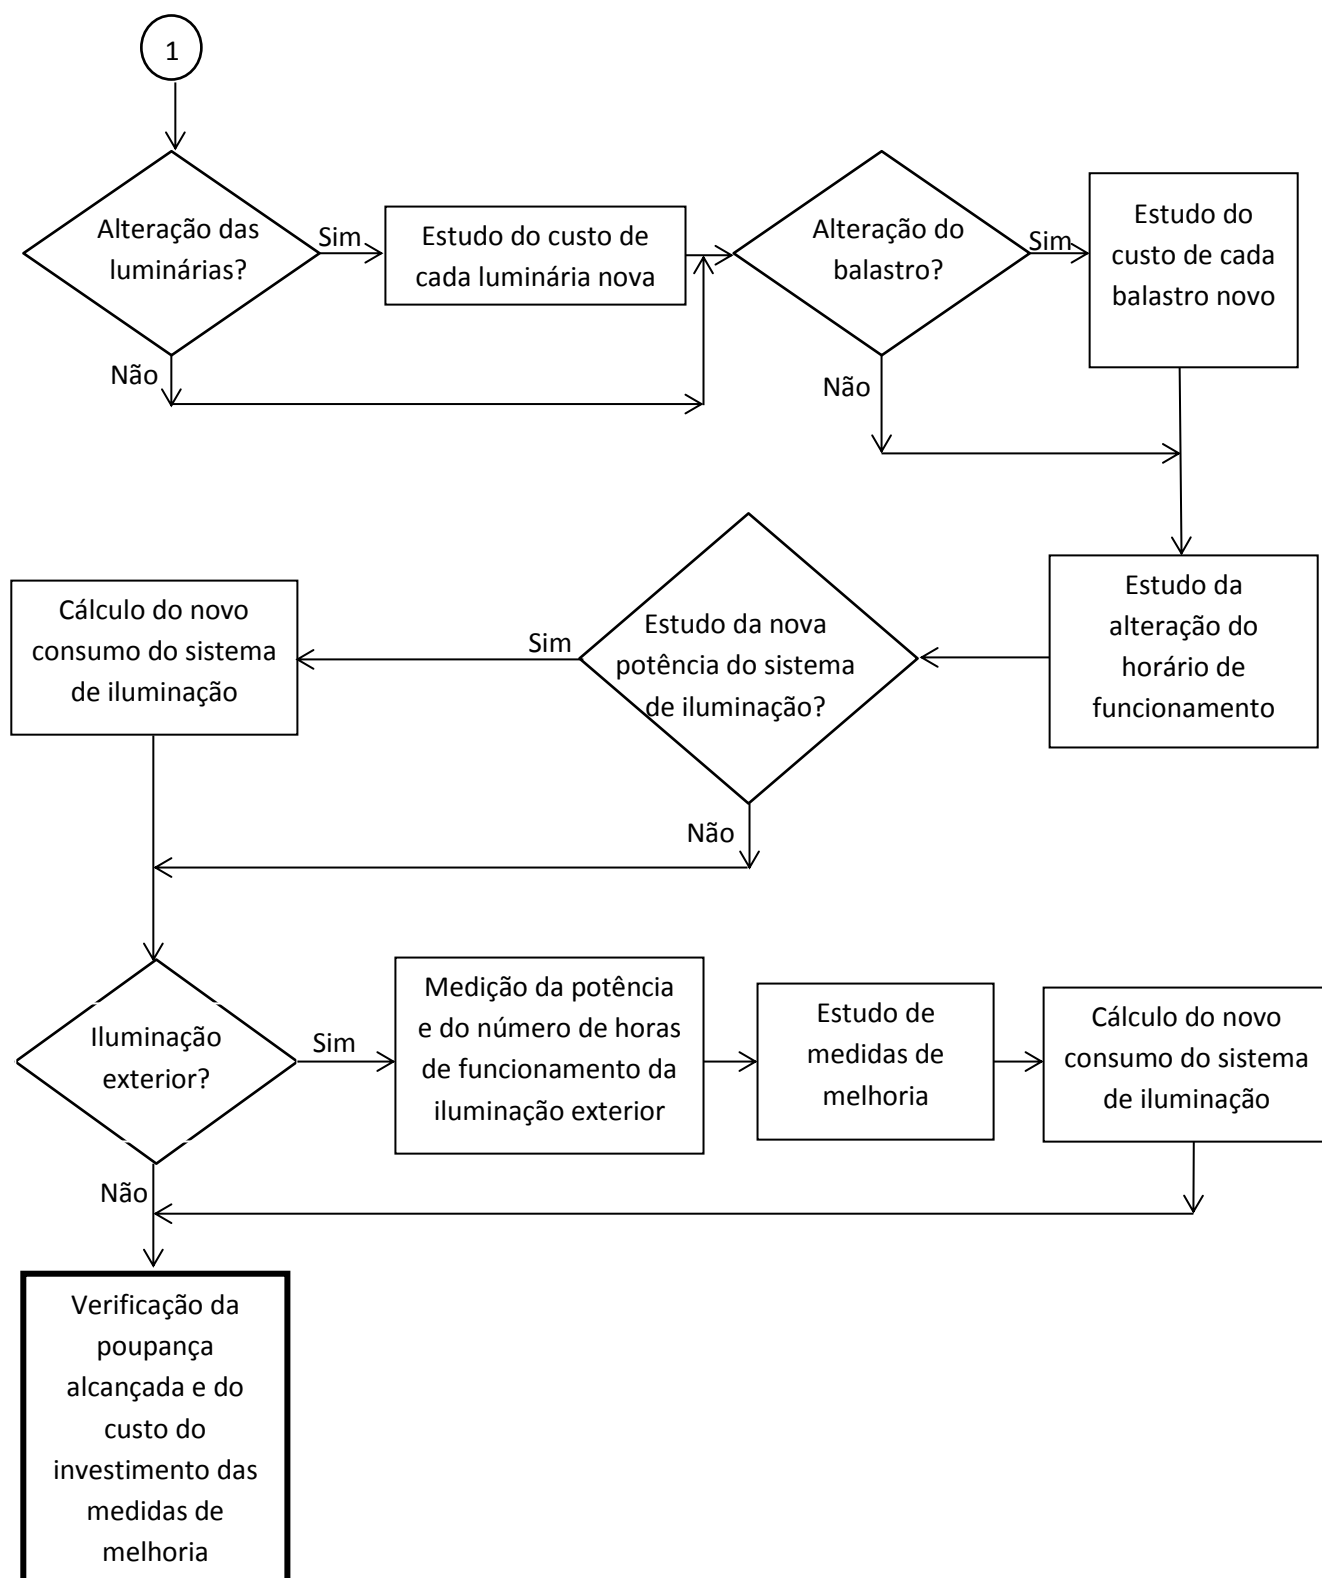 1
Alteração das
luminárias?
Sim
Estudo do custo de
cada luminária nova
Não
Alteração do
balastro?
Sim
Estudo do
custo de cada
balastro novo
Não
Estudo da
alteração do
horário de
funcionamento
Estudo da nova
potência do sistema
de iluminação?
Sim
Cálculo do novo
consumo do sistema
de iluminação
Não
Iluminação
exterior?
Sim
Medição da potência
e do número de horas
de funcionamento da
iluminação exterior
Estudo de
medidas de
melhoria
Cálculo do novo
consumo do sistema
de iluminação
Não
Verificação da
poupança
alcançada e do
custo do
investimento das
medidas de
melhoria